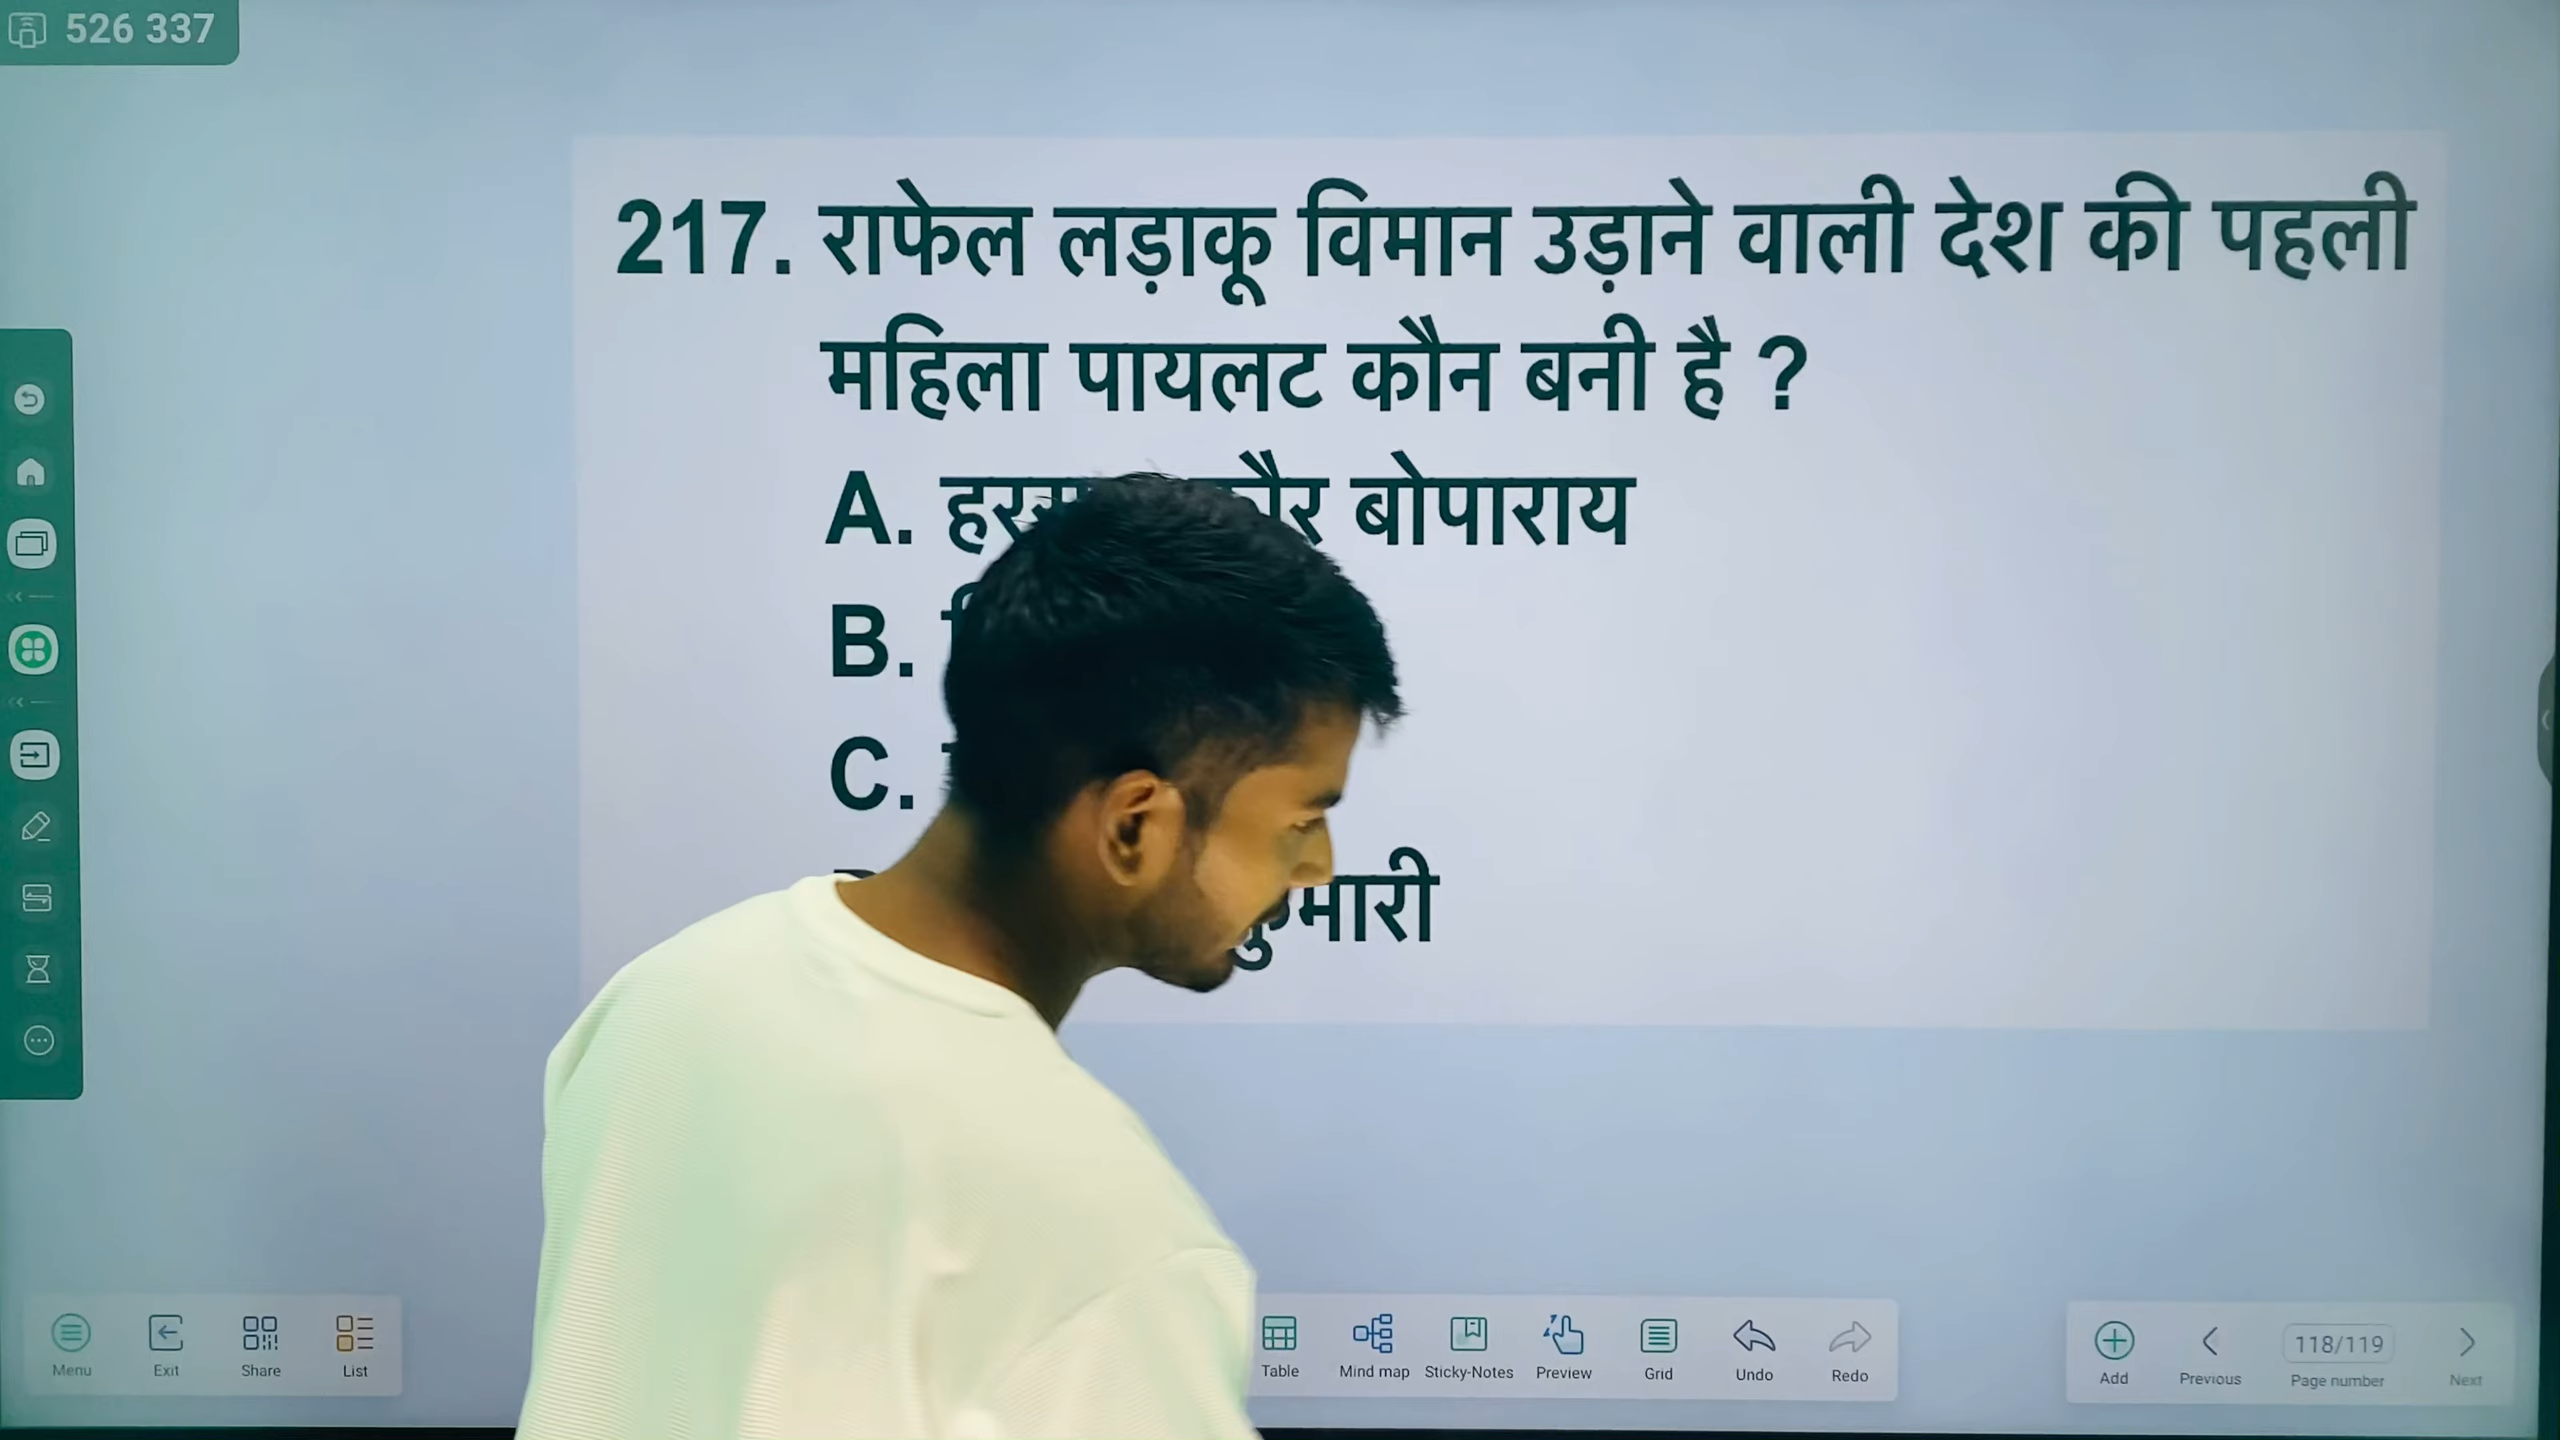 526 337
217. राफेल लड़ाकू विमान उड़ाने वाली देश की पहली
महिला पायलट कौन बनी है ?
A. बोपाराय
B.
C.
Menu Exit Share List Table Mind map Sticky-Notes Preview Grid Undo Redo Add Previous 118/119 Page number Next